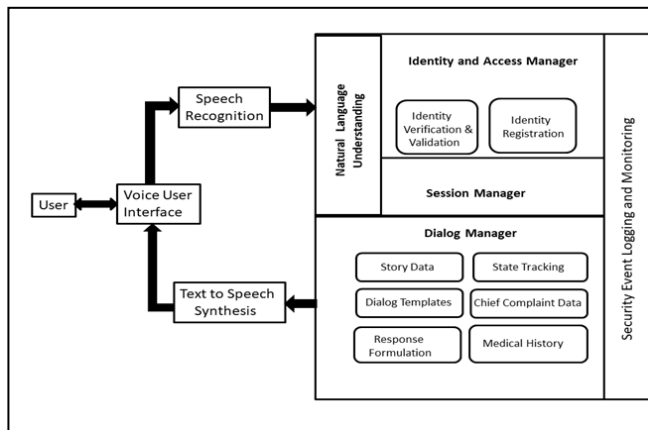 User
Voice User
Interface
Speech
Recognition
Text to Speech
Synthesis
Natural Language
Understanding
Identity and Access Manager
Identity
Verification &
Validation
Identity
Registration
Session Manager
Dialog Manager
Story Data
State Tracking
Dialog Templates
Chief Complaint Data
Response
Formulation
Medical History
Security Event Logging and Monitoring